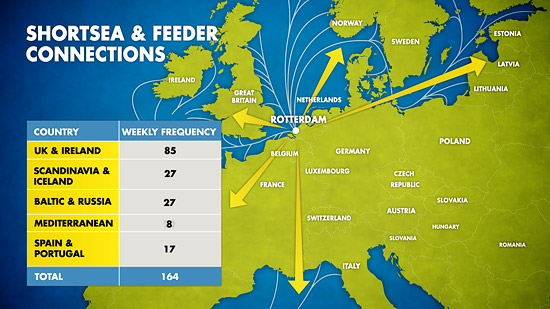 SHORTSEA & FEEDER
CONNECTIONS
NORWAY
SWEDEN
ESTONIA
LATVIA
LITHUANIA
IRELAND
GREAT
BRITAIN
NETHERLANDS
ROTTERDAM
BELGIUM
GERMANY
POLAND
LUXEMBOURG
FRANCE
CZECH
REPUBLIC
SLOVAKIA
SWITZERLAND
AUSTRIA
HUNGARY
SLOVENIA
ROMANIA
ITALY
COUNTRY WEEKLY FREQUENCY
UK & IRELAND 85
SCANDINAVIA &
ICELAND 27
BALTIC & RUSSIA 27
MEDITERRANEAN 8
SPAIN &
PORTUGAL 17
TOTAL 164